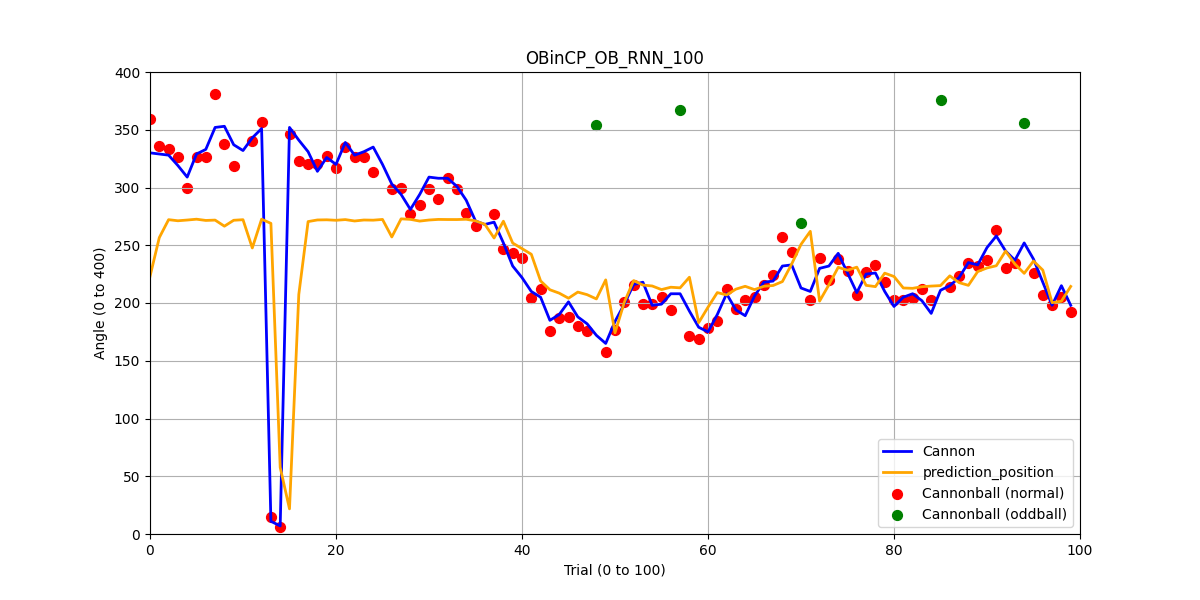 OBinCP_OB_RNN_100
400
350
300
250
200
150
100
50
0
Angle (0 to 400)
0 20 40 60 80 100
Trial (0 to 100)
Cannon
prediction_position
Cannonball (normal)
Cannonball (oddball)